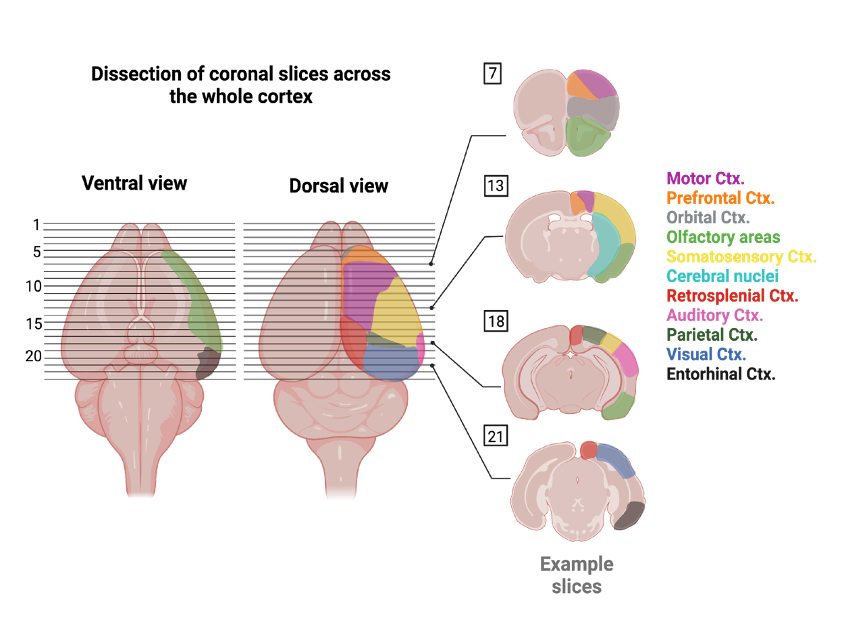 Dissection of coronal slices across
the whole cortex
Ventral view
Dorsal view
1
5
10
15
20
7
13
18
21
Example
slices
Motor Ctx.
Prefrontal Ctx.
Orbital Ctx.
Olfactory areas
Somatosensory Ctx.
Cerebral nuclei
Retrosplenial Ctx.
Auditory Ctx.
Parietal Ctx.
Visual Ctx.
Entorhinal Ctx.